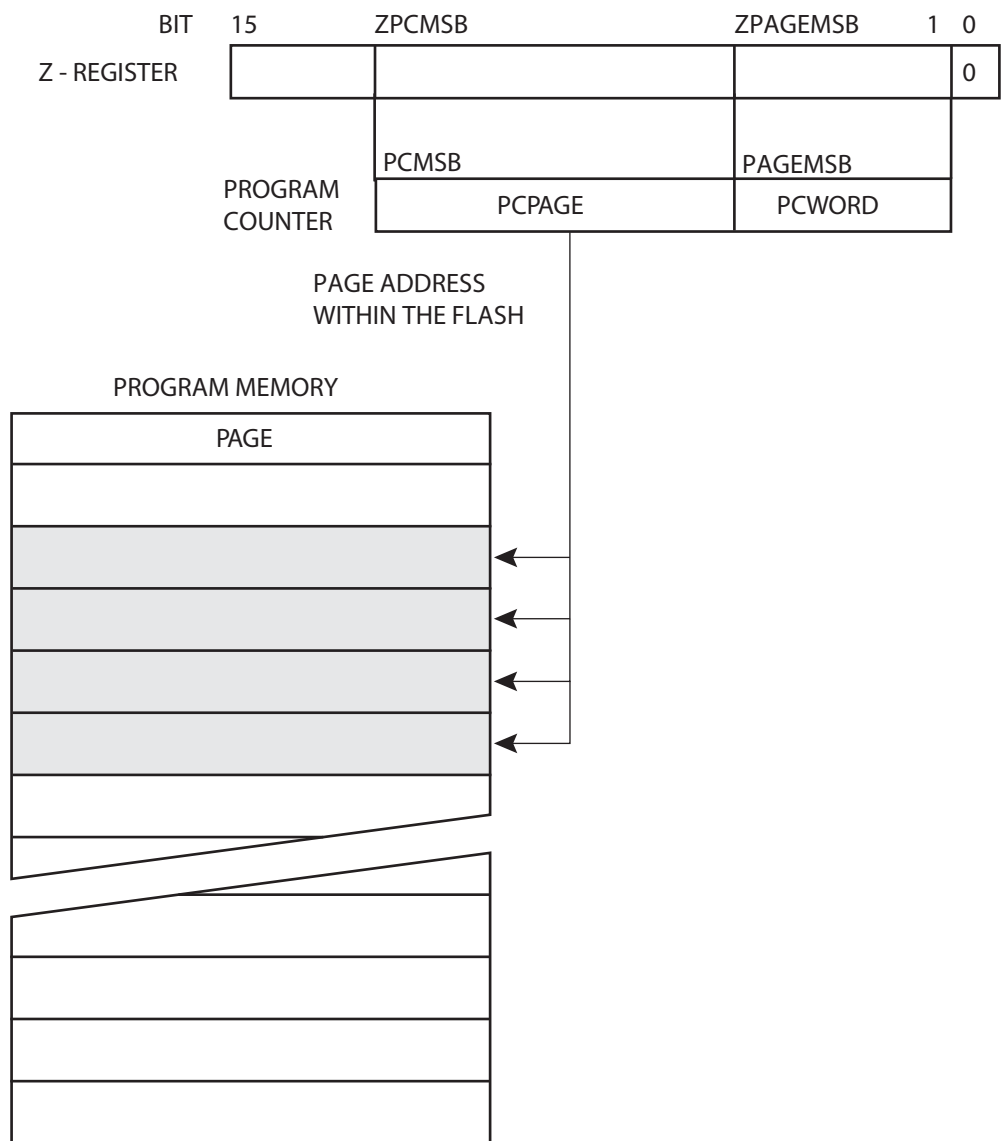 BIT 15 ZPCMSB ZPAGEMSB 1 0
Z - REGISTER 0
PCMSB PAGEMSB
PROGRAM
COUNTER
PCPAGE PCWORD
PAGE ADDRESS
WITHIN THE FLASH
PROGRAM MEMORY
PAGE